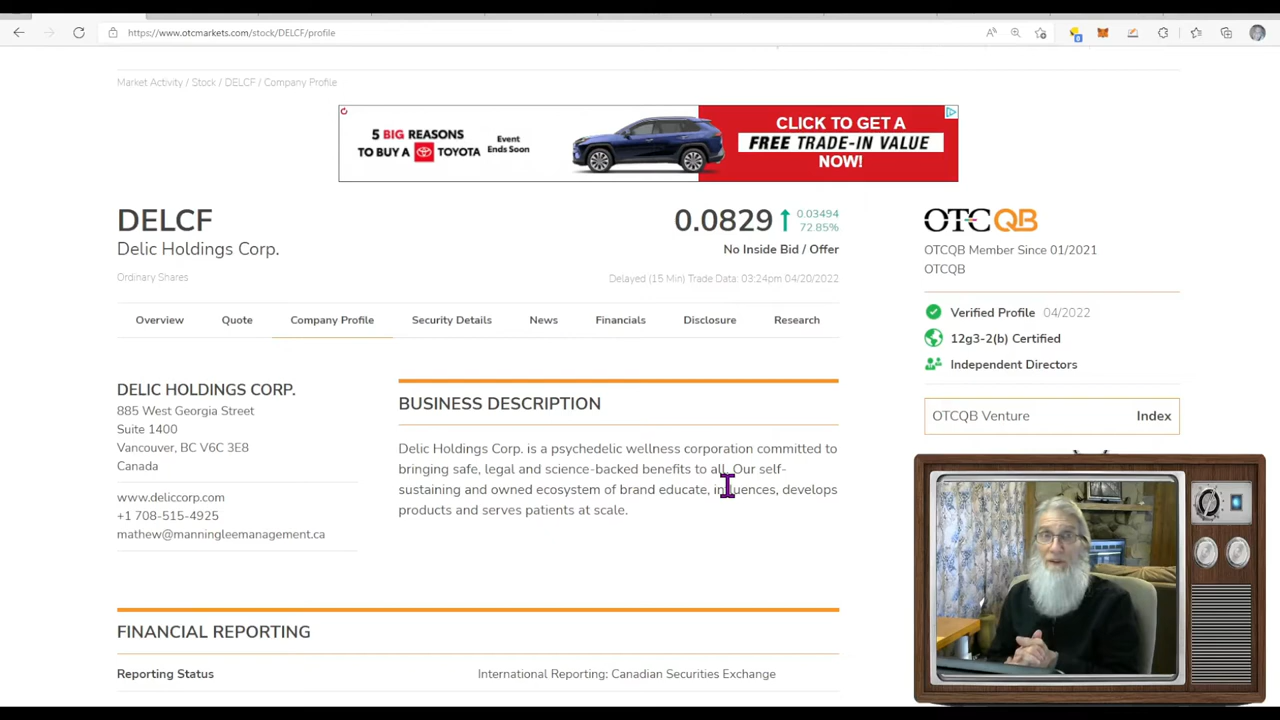 https://www.otcmarkets.com/stock/DELCF/profile
Market Activity / Stock / DELCF / Company Profile
5 BIG REASONS
TO BUY A TOYOTA
Event
Ends Soon
CLICK TO GET A
FREE TRADE-IN VALUE
NOW!
DELCF
Delic Holdings Corp.
Ordinary Shares
0.0829
0.03494
72.85%
No Inside Bid / Offer
Delayed (15 Min) Trade Data: 03:24pm 04/20/2022
OTCQB
OTCQB Member Since 01/2021
OTCQB
Verified Profile 04/2022
12g3-2(b) Certified
Independent Directors
OTCQB Venture Index
Overview Quote Company Profile Security Details News Financials Disclosure Research
DELIC HOLDINGS CORP.
885 West Georgia Street
Suite 1400
Vancouver, BC V6C 3E8
Canada
www.deliccorp.com
+1 708-515-4925
mathew@manningleemanagement.ca
BUSINESS DESCRIPTION
Delic Holdings Corp. is a psychedelic wellness corporation committed to
bringing safe, legal and science-backed benefits to all. Our self-
sustaining and owned ecosystem of brand educate, influences, develops
products and serves patients at scale.
FINANCIAL REPORTING
Reporting Status International Reporting: Canadian Securities Exchange